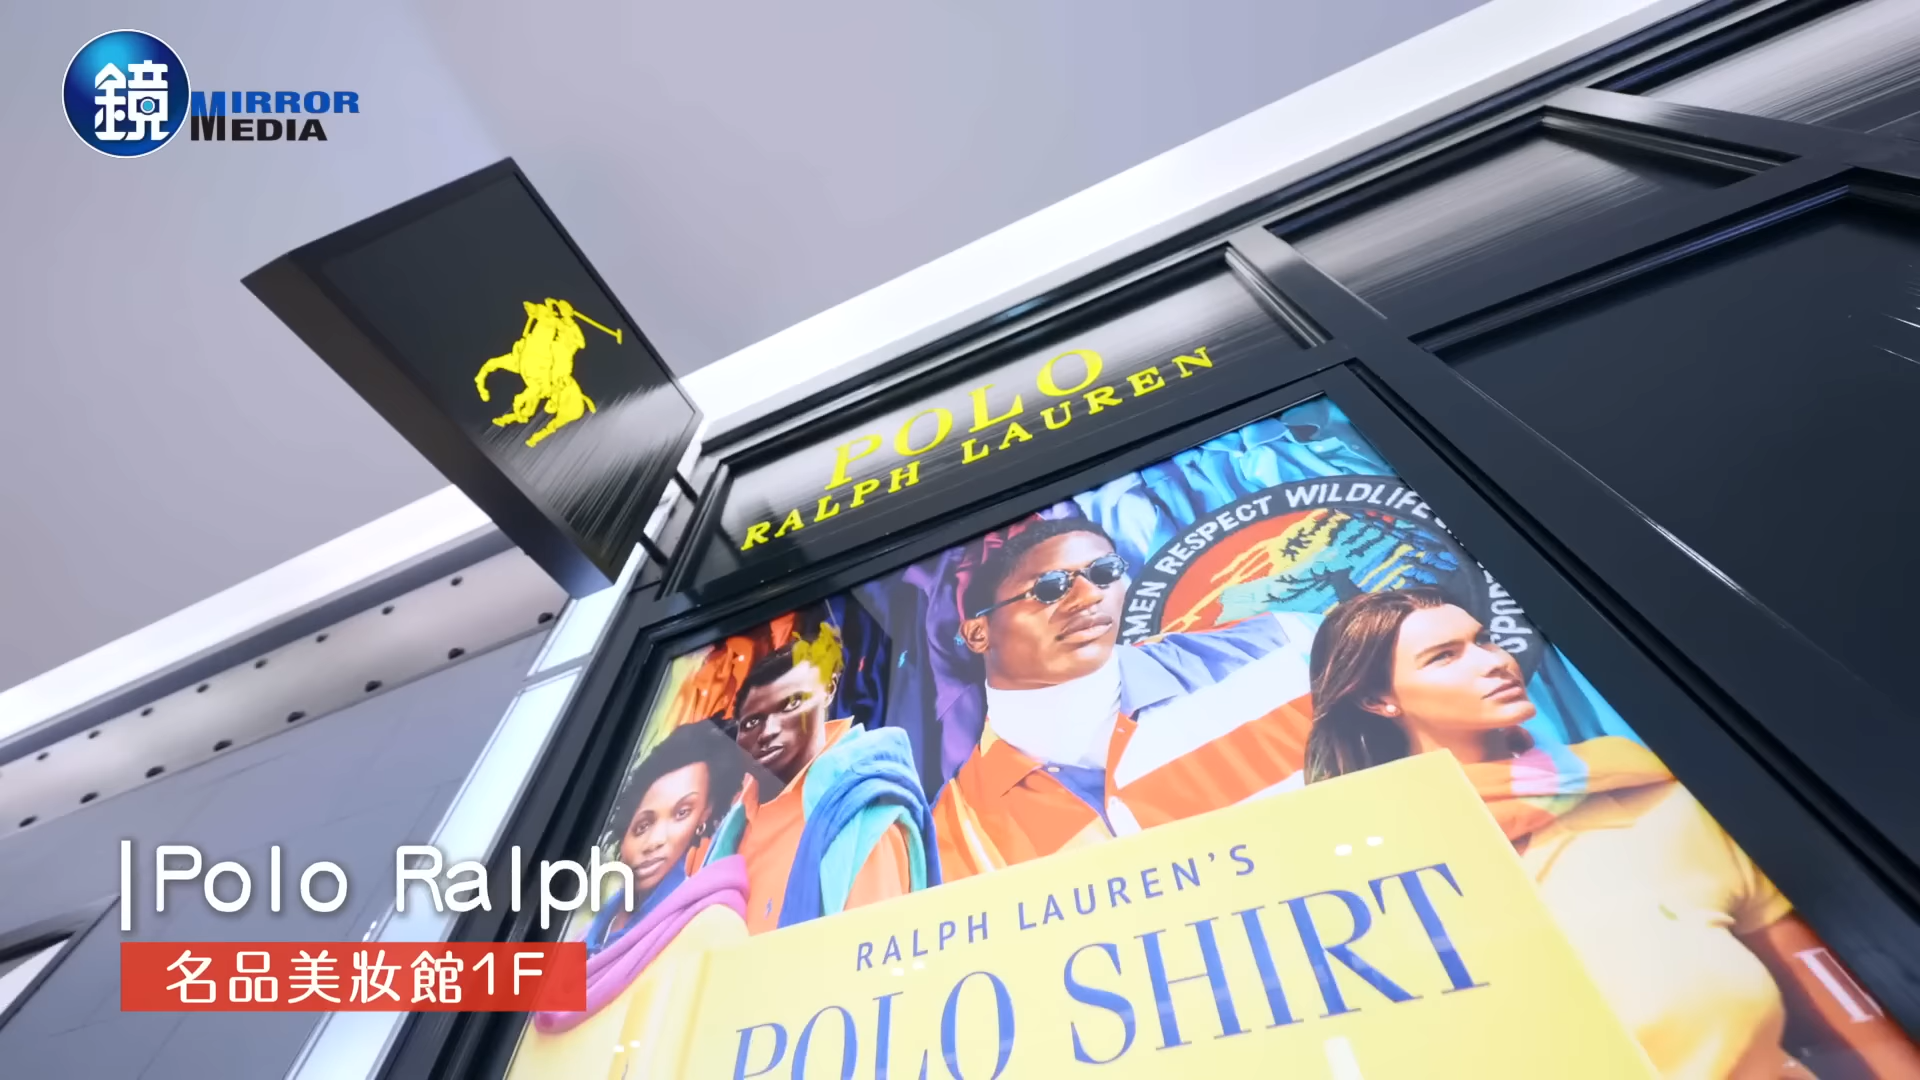 鏡 MIRROR
MEDIA
POLO
RALPH LAUREN
MEN RESPECT WILDLIFE
RALPH LAUREN'S
POLO SHIRT
Polo Ralph
名品美妝館1F